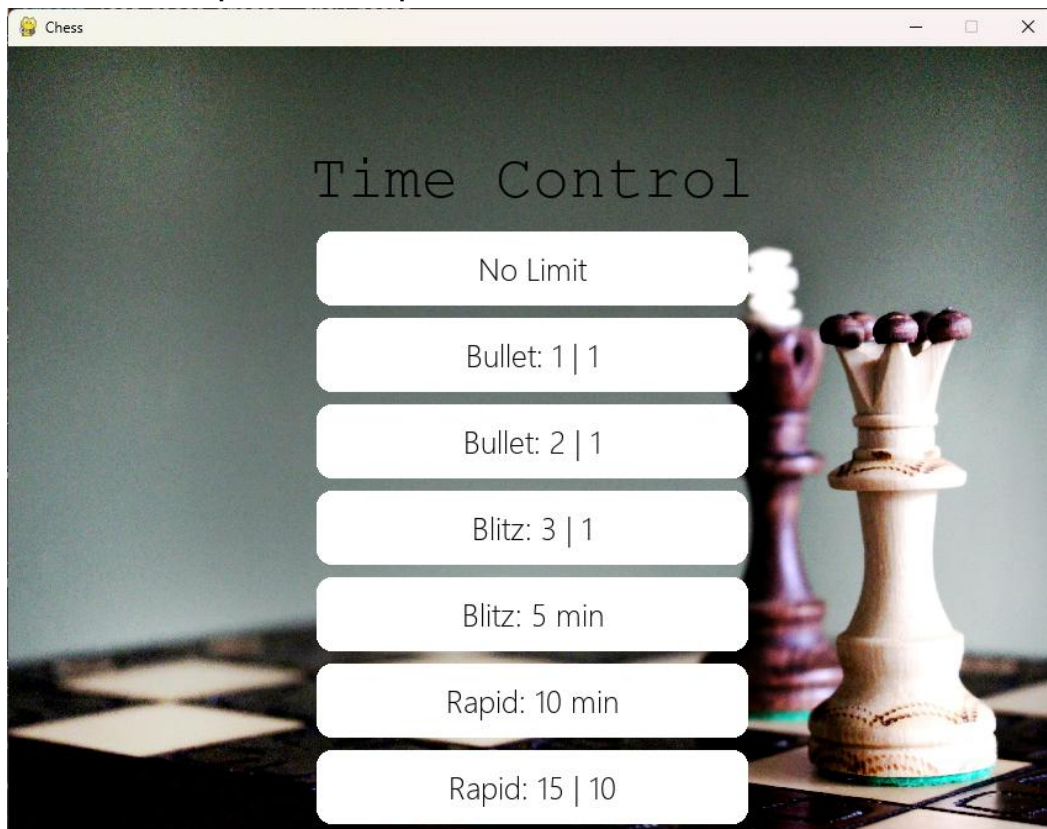 Chess
Time Control
No Limit
Bullet: 1 | 1
Bullet: 2 | 1
Blitz: 3 | 1
Blitz: 5 min
Rapid: 10 min
Rapid: 15 | 10